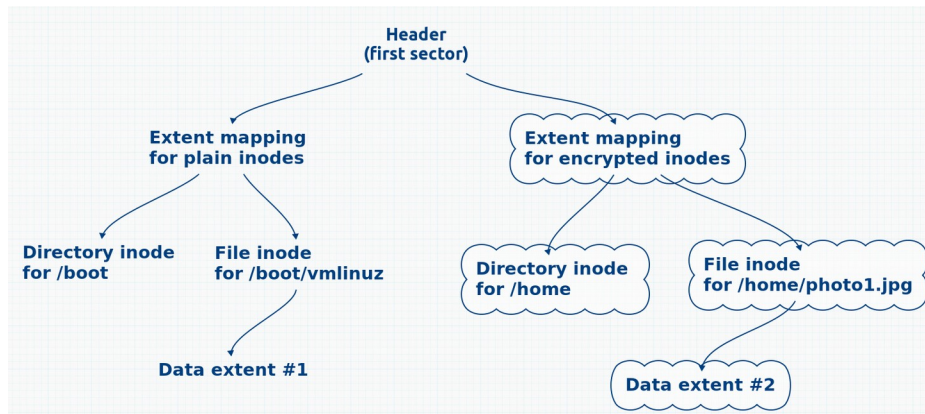 Header
(first sector)
Extent mapping
for plain inodes
Extent mapping
for encrypted inodes
Directory inode
for /boot
File inode
for /boot/vmlinuz
Directory inode
for /home
File inode
for /home/photo1.jpg
Data extent #1
Data extent #2